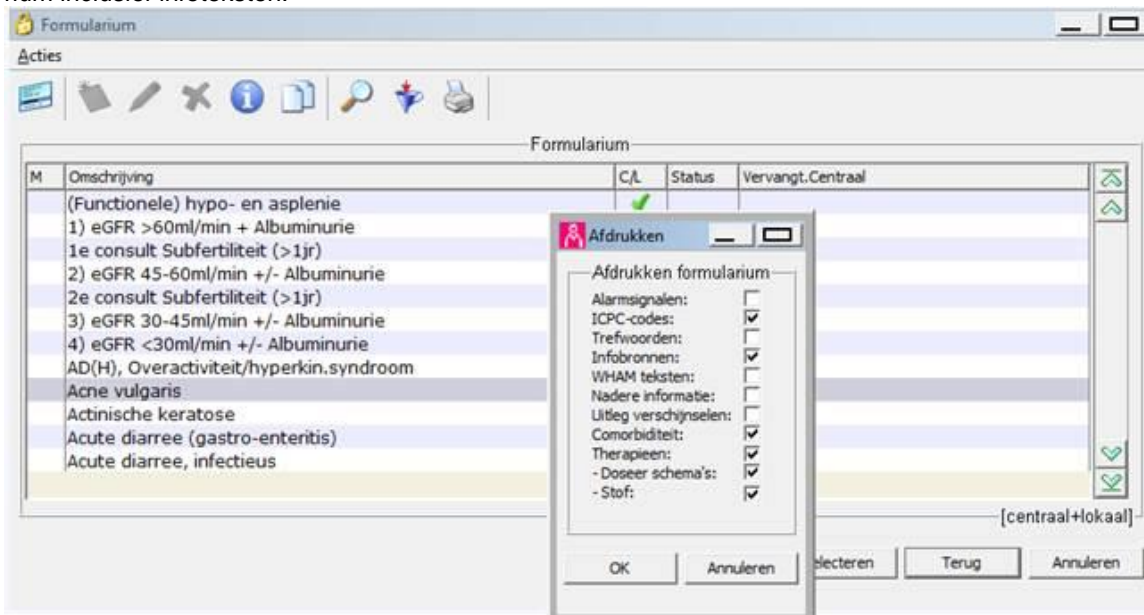 Formularium
Acties
Formularium
M Omschrijving C/L Status Vervangt.Centraal
(Functionele) hypo- en asplenie
1) eGFR >60ml/min + Albuminurie
1e consult Subfertiliteit (>1jr)
2) eGFR 45-60ml/min +/- Albuminurie
2e consult Subfertiliteit (>1jr)
3) eGFR 30-45ml/min +/- Albuminurie
4) eGFR <30ml/min +/- Albuminurie
AD(H), Overactiviteit/hyperkin.syndroom
Acne vulgaris
Actinische keratose
Acute diarree (gastro-enteritis)
Acute diarree, infectieus
Afdrukken
Afdrukken formularium
Alarmsignalen:
ICPC-codes:
Trefwoorden:
Infobronnen:
WHAM teksten:
Nadere informatie:
Uitleg verschijnselen:
Comorbiditeit:
Therapieen:
- Doseer schema's:
- Stof:
OK Annuleren
[centraal+lokaal]
electeren Terug Annuleren